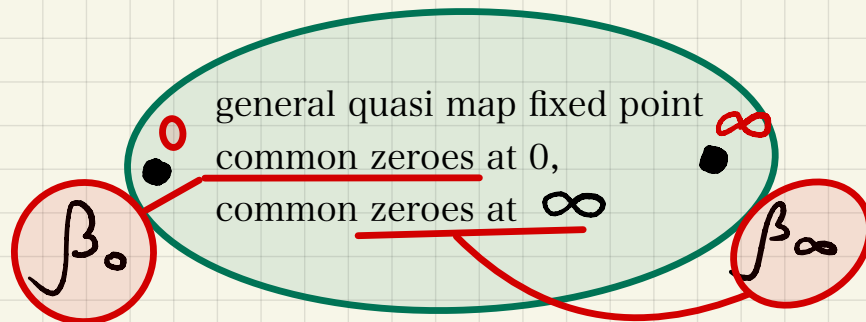 general quasi map fixed point
0
∞
common zeroes at 0,
common zeroes at ∞
β₀
β∞